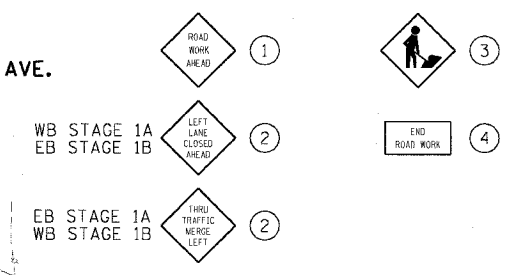 ROAD
WORK
AHEAD
1
3
AVE.
WB STAGE 1A
EB STAGE 1B
LEFT
LANE
CLOSED
AHEAD
2
END
ROAD WORK
4
EB STAGE 1A
WB STAGE 1B
THRU
TRAFFIC
MERGE
LEFT
2